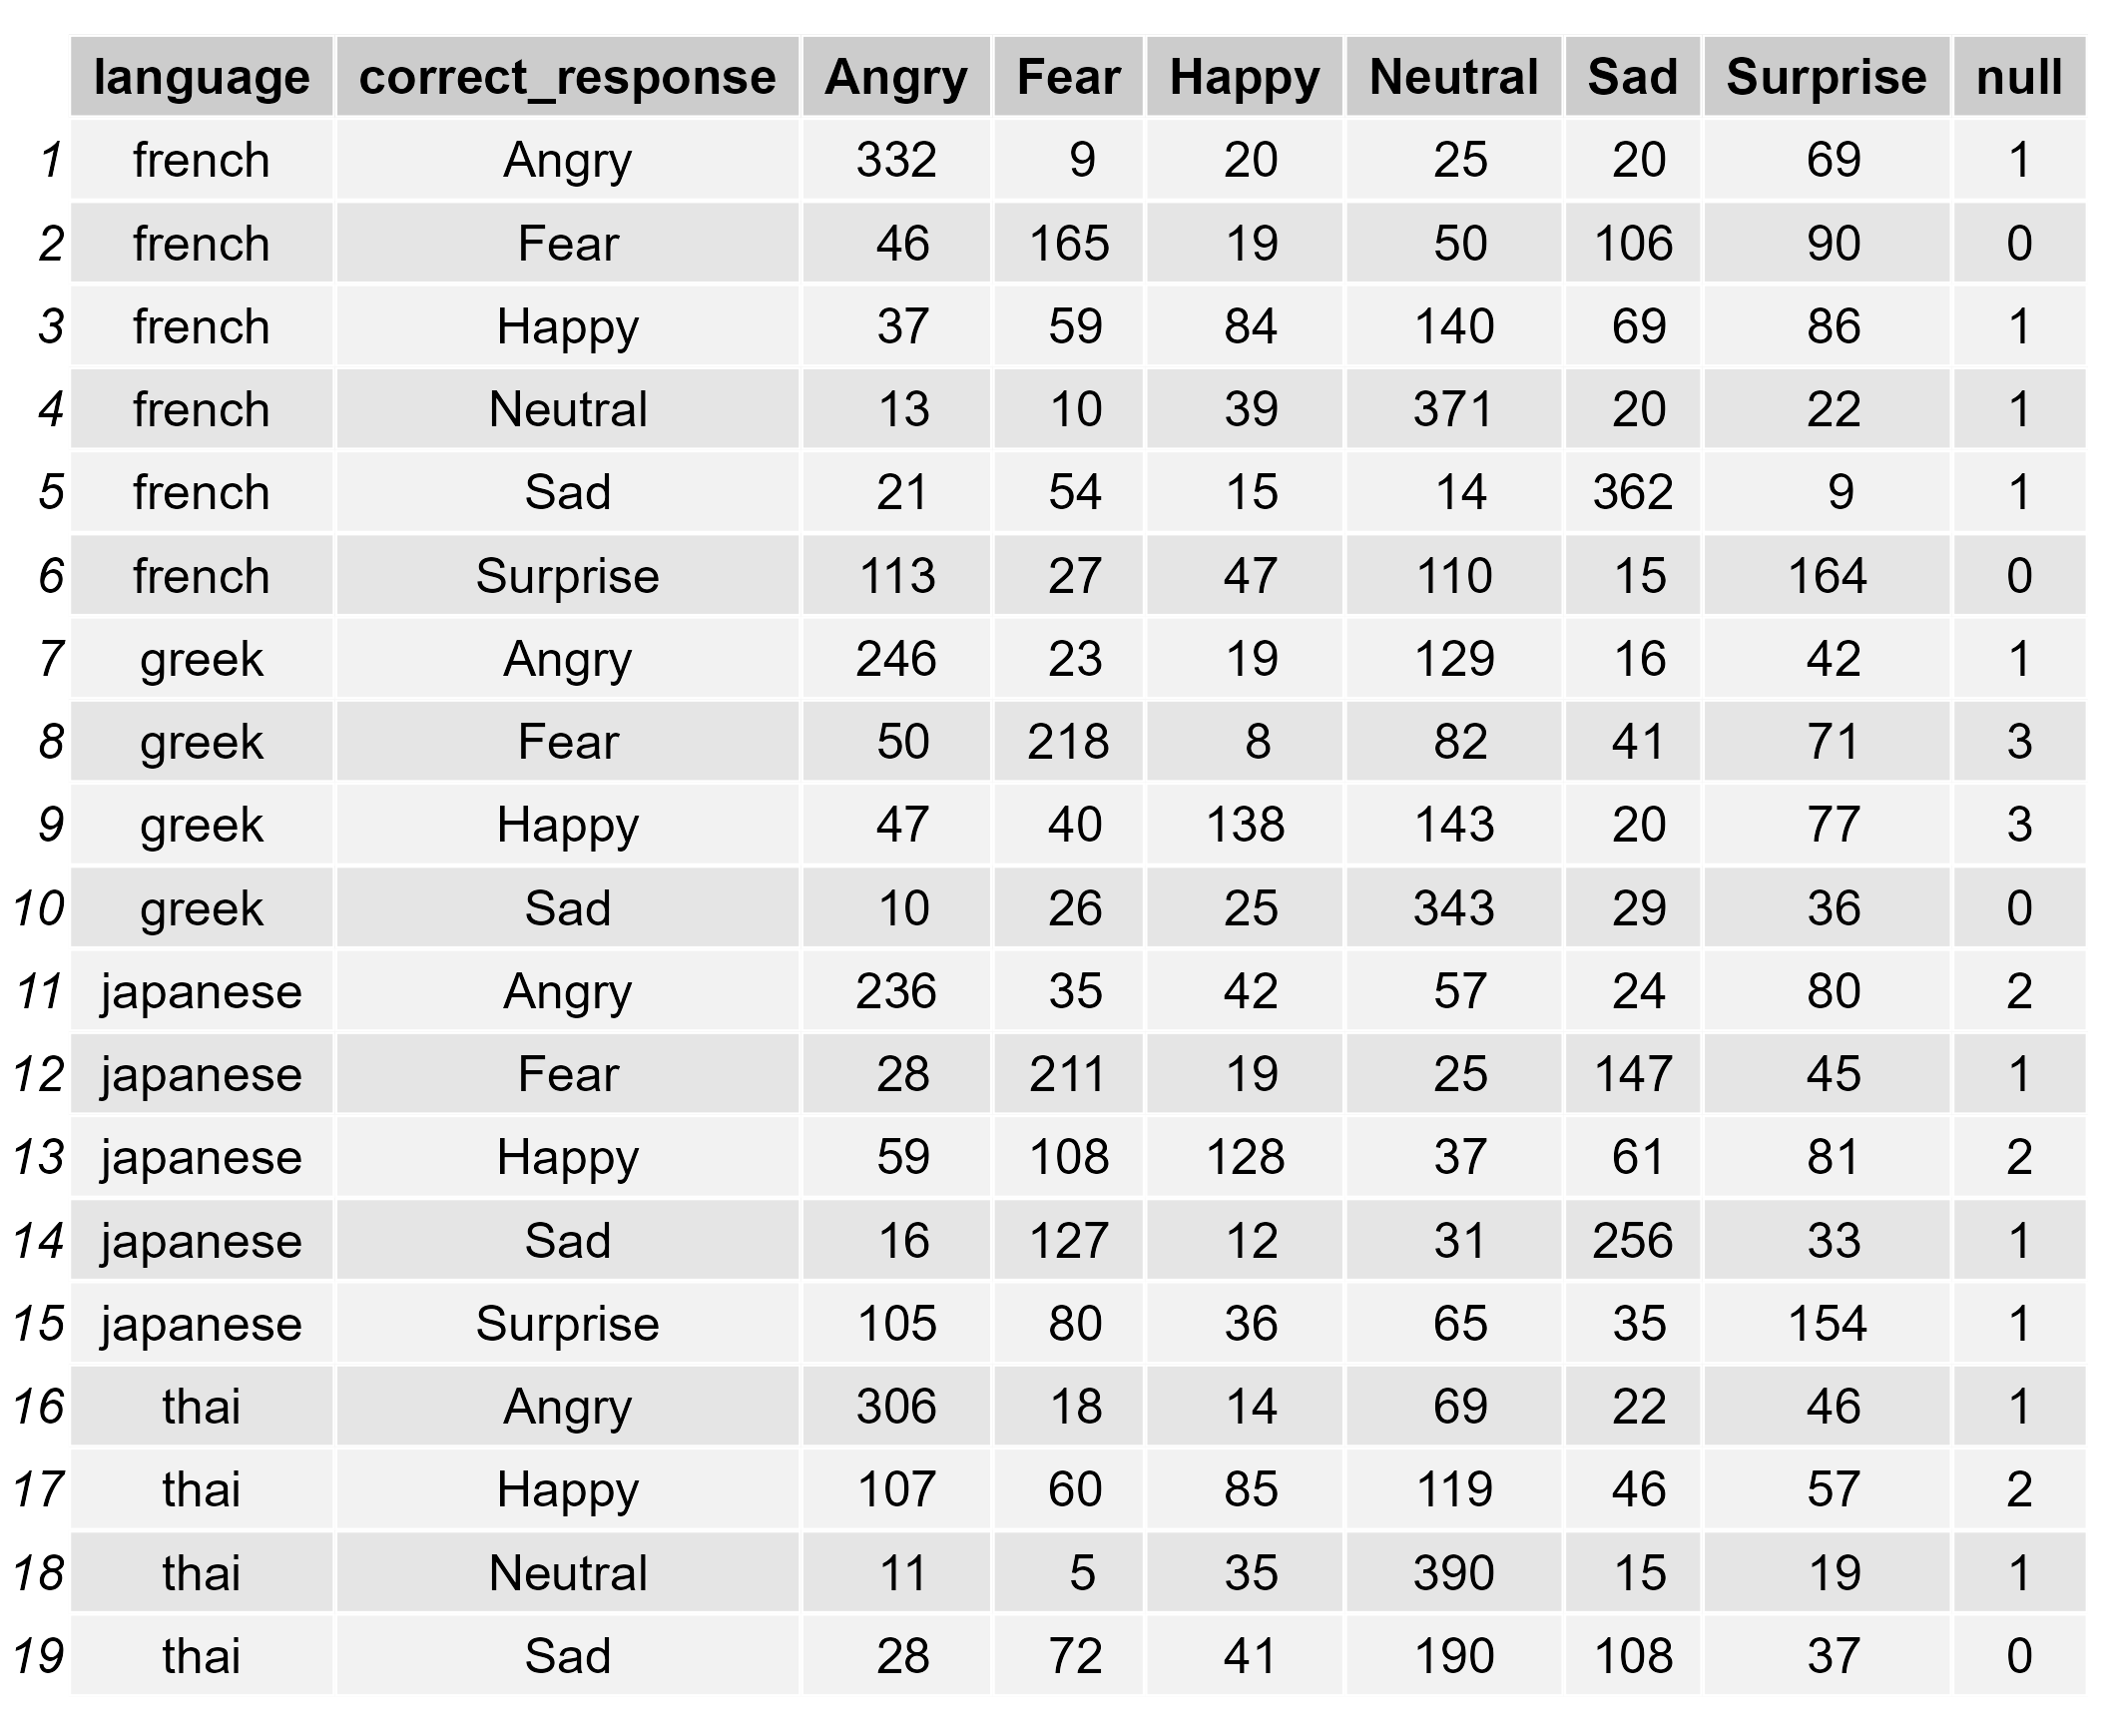 language correct_response Angry Fear Happy Neutral Sad Surprise null
1 french Angry 332 9 20 25 20 69 1
2 french Fear 46 165 19 50 106 90 0
3 french Happy 37 59 84 140 69 86 1
4 french Neutral 13 10 39 371 20 22 1
5 french Sad 21 54 15 14 362 9 1
6 french Surprise 113 27 47 110 15 164 0
7 greek Angry 246 23 19 129 16 42 1
8 greek Fear 50 218 8 82 41 71 3
9 greek Happy 47 40 138 143 20 77 3
10 greek Sad 10 26 25 343 29 36 0
11 japanese Angry 236 35 42 57 24 80 2
12 japanese Fear 28 211 19 25 147 45 1
13 japanese Happy 59 108 128 37 61 81 2
14 japanese Sad 16 127 12 31 256 33 1
15 japanese Surprise 105 80 36 65 35 154 1
16 thai Angry 306 18 14 69 22 46 1
17 thai Happy 107 60 85 119 46 57 2
18 thai Neutral 11 5 35 390 15 19 1
19 thai Sad 28 72 41 190 108 37 0